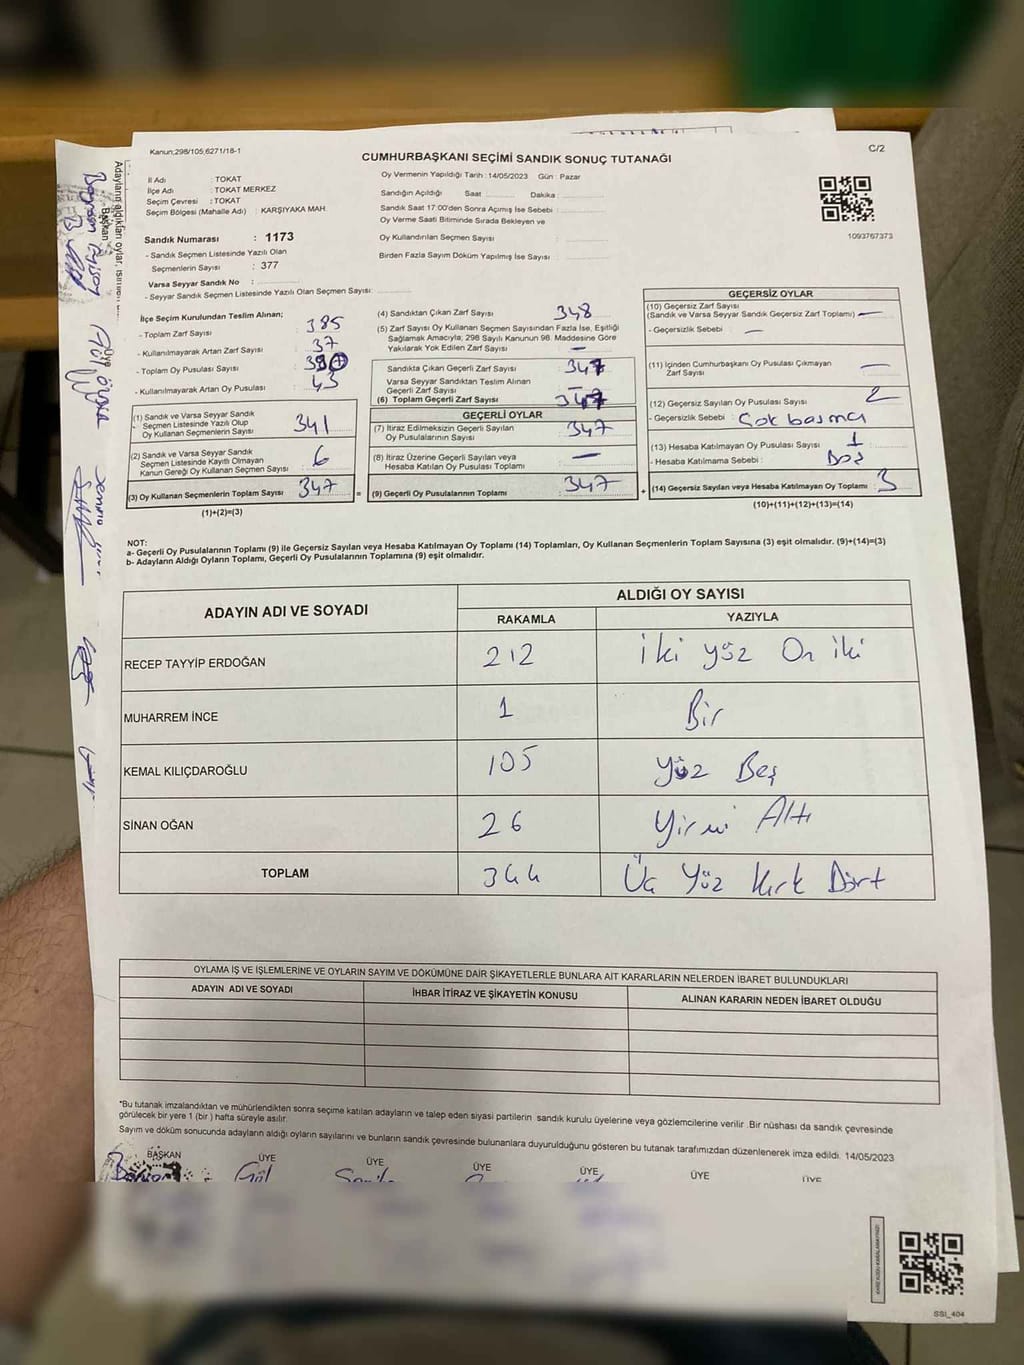 Kanun;298/105,6271/18-1
C/2
CUMHURBAŞKANI SEÇİMİ SANDIK SONUÇ TUTANAĞI
İl Adı : TOKAT
İlçe Adı : TOKAT MERKEZ
Seçim Çevresi : TOKAT
Seçim Bölgesi (Mahalle Adı) : KARŞIYAKA MAH.
Sandık Numarası : 1173
- Sandık Seçmen Listesinde Yazılı Olan
Seçmenlerin Sayısı : 377
Varsa Seyyar Sandık No :
- Seyyar Sandık Seçmen Listesinde Yazılı Olan Seçmen Sayısı:
Oy Vermenin Yapıldığı Tarih : 14/05/2023 Gün : Pazar
Sandığın Açıldığı Saat Dakika :
Sandık Saat 17:00'den Sonra Açımış İse Sebebi :
Oy Verme Saati Bitiminde Sırada Bekleyen ve
Oy Kullandırılan Seçmen Sayısı :
Birden Fazla Sayım Döküm Yapılmış İse Sayısı :
1093767373
İlçe Seçim Kurulundan Teslim Alınan;
- Toplam Zarf Sayısı : 385
- Kullanılmayarak Artan Zarf Sayısı : 37
- Toplam Oy Pusulası Sayısı :
- Kullanılmayarak Artan Oy Pusulası : 43
(1) Sandık ve Varsa Seyyar Sandık
Seçmen Listesinde Yazılı Olup
Oy Kullanan Seçmenlerin Sayısı : 341
(2) Sandık ve Varsa Seyyar Sandık
Seçmen Listesinde Kayıtlı Olmayan
Kanun Gereği Oy Kullanan Seçmen Sayısı : 6
(3) Oy Kullanan Seçmenlerin Toplam Sayısı : 347
(1)+(2)=(3)
(4) Sandıktan Çıkan Zarf Sayısı : 348
(5) Zarf Sayısı Oy Kullanan Seçmen Sayısından Fazla İse, Eşitliği
Sağlamak Amacıyla; 298 Sayılı Kanunun 98. Maddesine Göre
Yakılarak Yok Edilen Zarf Sayısı : —
Sandıkta Çıkan Geçerli Zarf Sayısı : 347
Varsa Seyyar Sandıktan Teslim Alınan
Geçerli Zarf Sayısı : —
(6) Toplam Geçerli Zarf Sayısı : 347
GEÇERLİ OYLAR
(7) İtiraz Edilmeksizin Geçerli Sayılan
Oy Pusulalarının Sayısı : 347
(8) İtiraz Üzerine Geçerli Sayılan veya
Hesaba Katılan Oy Pusulası Toplamı : —
= (9) Geçerli Oy Pusulalarının Toplamı : 347
GEÇERSİZ OYLAR
(10) Geçersiz Zarf Sayısı
(Sandık ve Varsa Seyyar Sandık Geçersiz Zarf Toplamı) : —
- Geçersizlik Sebebi : —
(11) İçinden Cumhurbaşkanı Oy Pusulası Çıkmayan
Zarf Sayısı : —
(12) Geçersiz Sayılan Oy Pusulası Sayısı : 2
- Geçersizlik Sebebi : Çok basma
(13) Hesaba Katılmayan Oy Pusulası Sayısı : 1
- Hesaba Katılmama Sebebi : Boş
+ (14) Geçersiz Sayılan veya Hesaba Katılmayan Oy Toplamı : 3
(10)+(11)+(12)+(13)=(14)
NOT:
a- Geçerli Oy Pusulalarının Toplamı (9) ile Geçersiz Sayılan veya Hesaba Katılmayan Oy Toplamı (14) Toplamları, Oy Kullanan Seçmenlerin Toplam Sayısına (3) eşit olmalıdır. (9)+(14)=(3)
b- Adayların Aldığı Oyların Toplamı, Geçerli Oy Pusulalarının Toplamına (9) eşit olmalıdır.
ADAYIN ADI VE SOYADI
ALDIĞI OY SAYISI
RAKAMLA YAZIYLA
RECEP TAYYİP ERDOĞAN 212 İki yüz On iki
MUHARREM İNCE 1 Bir
KEMAL KILIÇDAROĞLU 105 Yüz Beş
SİNAN OĞAN 26 Yirmi Altı
TOPLAM 344 Üç Yüz Kırk Dört
OYLAMA İŞ VE İŞLEMLERİNE VE OYLARIN SAYIM VE DÖKÜMÜNE DAİR ŞİKAYETLERLE BUNLARA AİT KARARLARIN NELERDEN İBARET BULUNDUKLARI
ADAYIN ADI VE SOYADI İHBAR İTİRAZ VE ŞİKAYETİN KONUSU ALINAN KARARIN NEDEN İBARET OLDUĞU
*Bu tutanak imzalandıktan ve mühürlendikten sonra seçime katılan adayların ve talep eden siyasi partilerin sandık kurulu üyelerine veya gözlemcilerine verilir .Bir nüshası da sandık çevresinde
görülecek bir yere 1 (bir ) hafta süreyle asılır.
Sayım ve döküm sonucunda adayların aldığı oyların sayılarını ve bunların sandık çevresinde bulunanlara duyurulduğunu gösteren bu tutanak tarafımızdan düzenlenerek imza edildi. 14/05/2023
BAŞKAN ÜYE ÜYE ÜYE ÜYE ÜYE ÜYE
Gül
Adayların aldıkları oylar,
Başkan
Üye
SSI_404